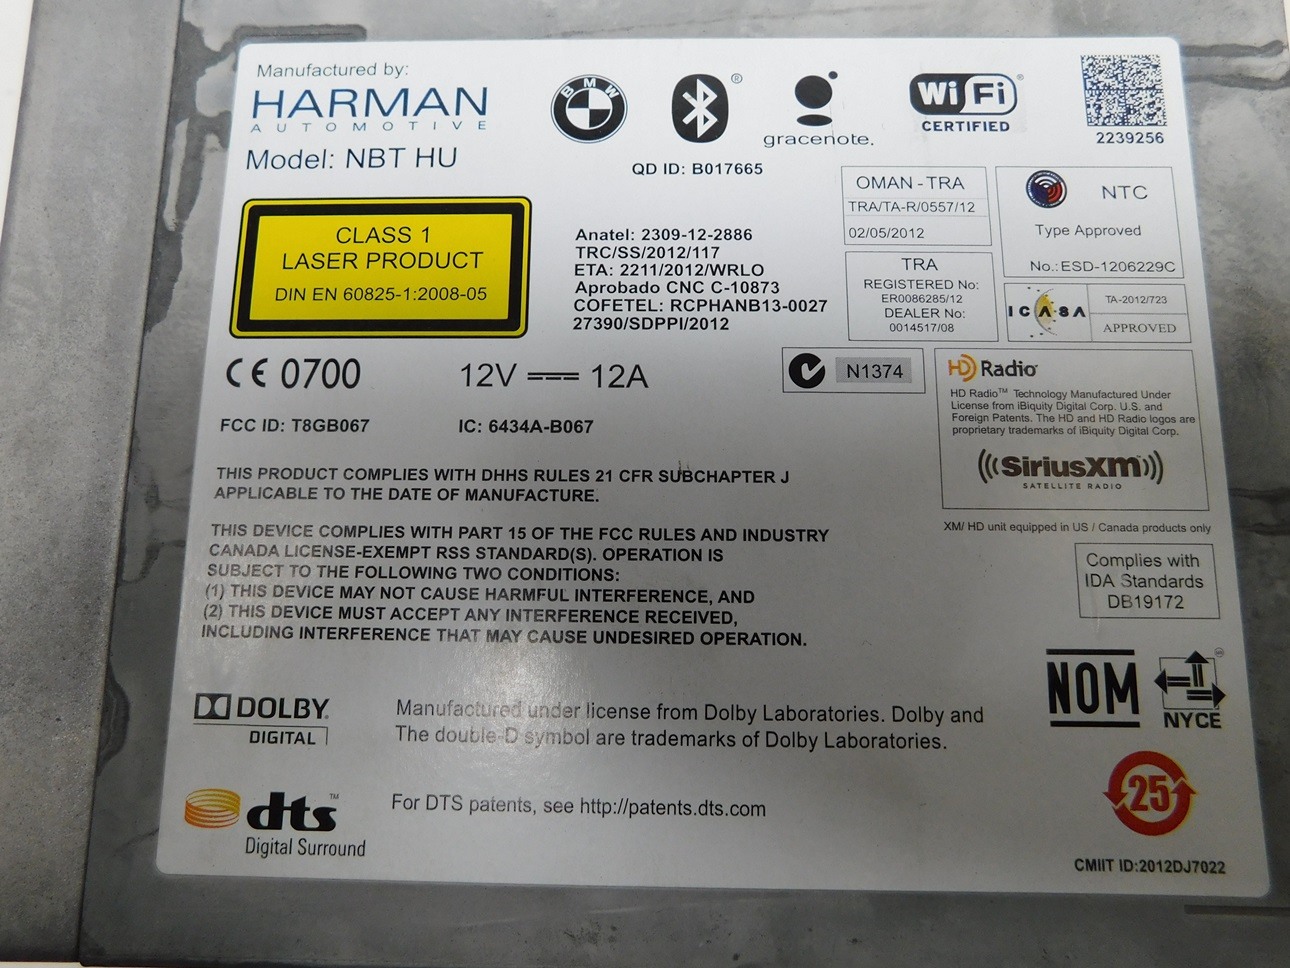 Manufactured by:
HARMAN
AUTOMOTIVE
Model: NBT HU
BMW
®
gracenote.
Wi Fi®
CERTIFIED
2239256
QD ID: B017665
CLASS 1
LASER PRODUCT
DIN EN 60825-1:2008-05
Anatel: 2309-12-2886
TRC/SS/2012/117
ETA: 2211/2012/WRLO
Aprobado CNC C-10873
COFETEL: RCPHANB13-0027
27390/SDPPI/2012
OMAN - TRA
TRA/TA-R/0557/12
02/05/2012
NTC
Type Approved
No.: ESD-1206229C
TRA
REGISTERED No:
ER0086285/12
DEALER No:
0014517/08
ICASA
TA-2012/723
APPROVED
CE 0700
12V 12A
N1374
FCC ID: T8GB067
IC: 6434A-B067
HD Radio
HD Radio™ Technology Manufactured Under
License from iBiquity Digital Corp. U.S. and
Foreign Patents. The HD and HD Radio logos are
proprietary trademarks of iBiquity Digital Corp.
((SiriusXM))
SATELLITE RADIO
XM/ HD unit equipped in US / Canada products only
THIS PRODUCT COMPLIES WITH DHHS RULES 21 CFR SUBCHAPTER J
APPLICABLE TO THE DATE OF MANUFACTURE.
THIS DEVICE COMPLIES WITH PART 15 OF THE FCC RULES AND INDUSTRY
CANADA LICENSE-EXEMPT RSS STANDARD(S). OPERATION IS
SUBJECT TO THE FOLLOWING TWO CONDITIONS:
(1) THIS DEVICE MAY NOT CAUSE HARMFUL INTERFERENCE, AND
(2) THIS DEVICE MUST ACCEPT ANY INTERFERENCE RECEIVED,
INCLUDING INTERFERENCE THAT MAY CAUSE UNDESIRED OPERATION.
Complies with
IDA Standards
DB19172
DOLBY
DIGITAL
Manufactured under license from Dolby Laboratories. Dolby and
The double-D symbol are trademarks of Dolby Laboratories.
NOM
NYCE
dts™
Digital Surround
For DTS patents, see http://patents.dts.com
25
CMIIT ID:2012DJ7022